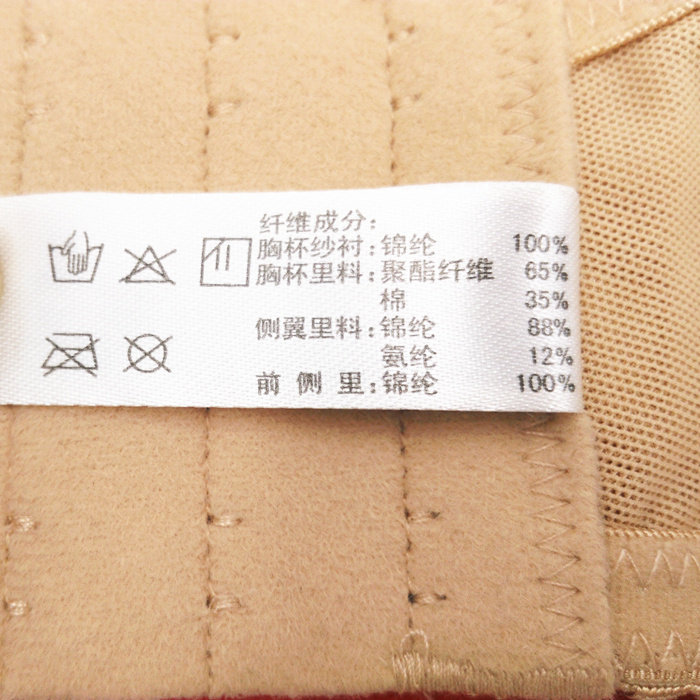 纤维成分:
胸杯纱衬:锦纶 100%
胸杯里料:聚酯纤维 65%
棉 35%
侧翼里料:锦纶 88%
氨纶 12%
前侧里:锦纶 100%